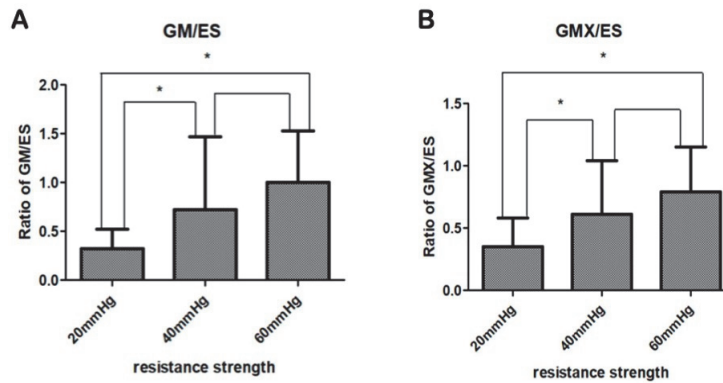 A
GM/ES
*
*
2.0
1.5
1.0
0.5
0.0
Ratio of GM/ES
20mmHg
40mmHg
60mmHg
resistance strength
B
GMX/ES
*
*
1.5
1.0
0.5
0.0
Ratio of GMX/ES
20mmHg
40mmHg
60mmHg
resistance strength